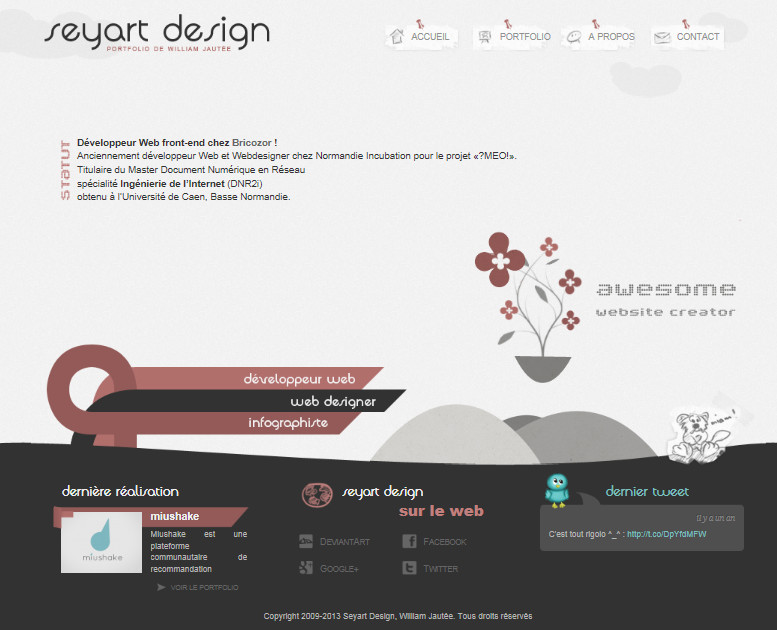 seyart design
PORTFOLIO DE WILLIAM JAUTÉE
ACCUEIL
PORTFOLIO
A PROPOS
CONTACT
STATUT
Développeur Web front-end chez Bricozor !
Anciennement développeur Web et Webdesigner chez Normandie Incubation pour le projet «?MEO!».
Titulaire du Master Document Numérique en Réseau
spécialité Ingénierie de l'Internet (DNR2i)
obtenu à l'Université de Caen, Basse Normandie.
awesome
website creator
développeur web
web designer
infographiste
dernière réalisation
miushake
miushake
Miushake est une
plateforme
communautaire de
recommandation
VOIR LE PORTFOLIO
seyart design
sur le web
DEVIANTART
FACEBOOK
GOOGLE+
TWITTER
dernier tweet
Il y a un an
C'est tout rigolo ^_^ : http://t.co/DpYfdMFW
Copyright 2009-2013 Seyart Design, William Jautée. Tous droits réservés